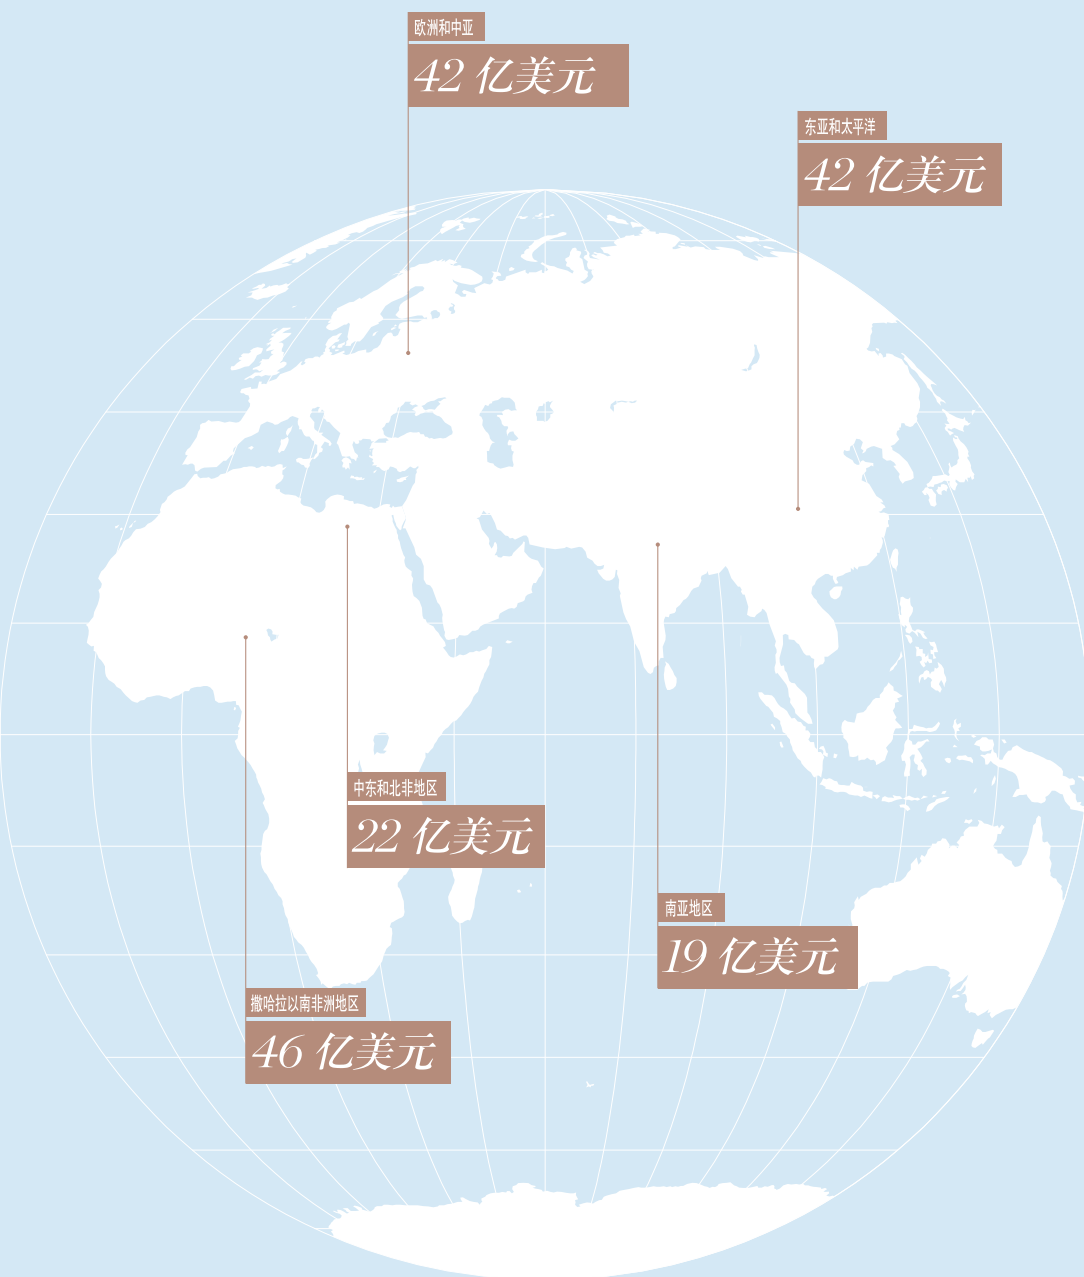 欧洲和中亚
42 亿美元
东亚和太平洋
42 亿美元
中东和北非地区
22 亿美元
南亚地区
19 亿美元
撒哈拉以南非洲地区
46 亿美元